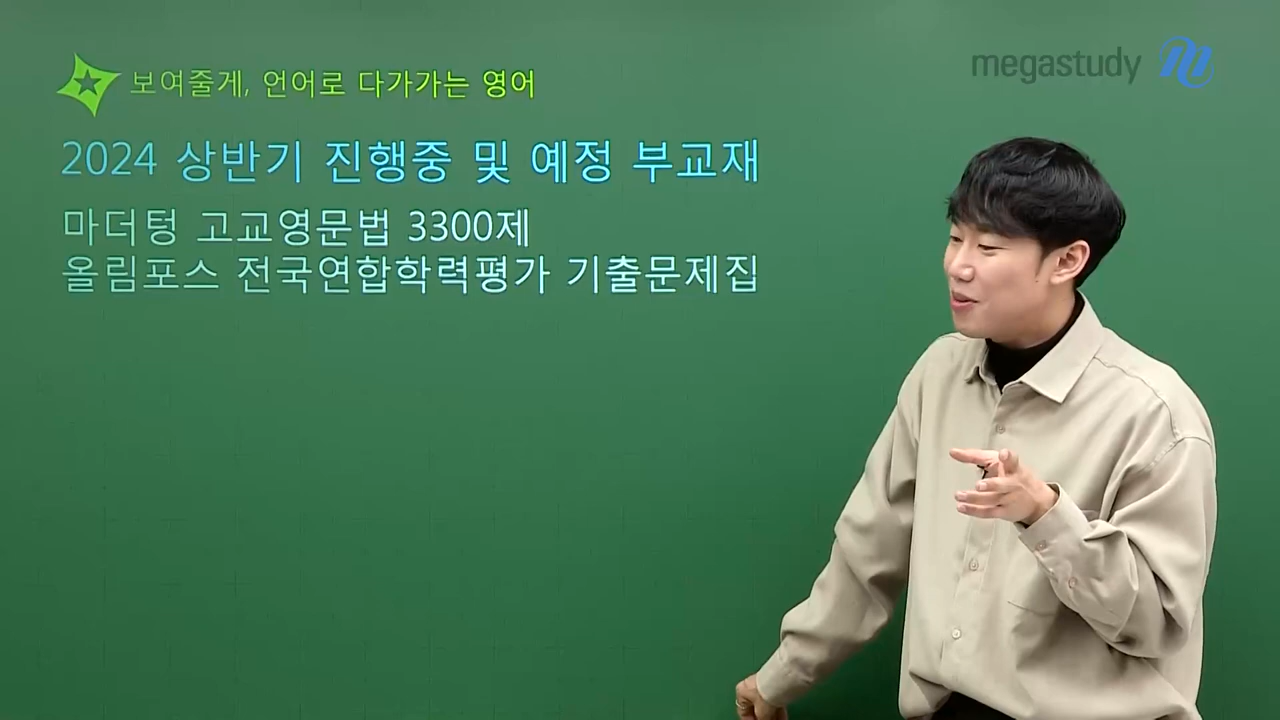 보여줄게, 언어로 다가가는 영어
megastudy
2024 상반기 진행중 및 예정 부교재
마더텅 고교영문법 3300제
올림포스 전국연합학력평가 기출문제집